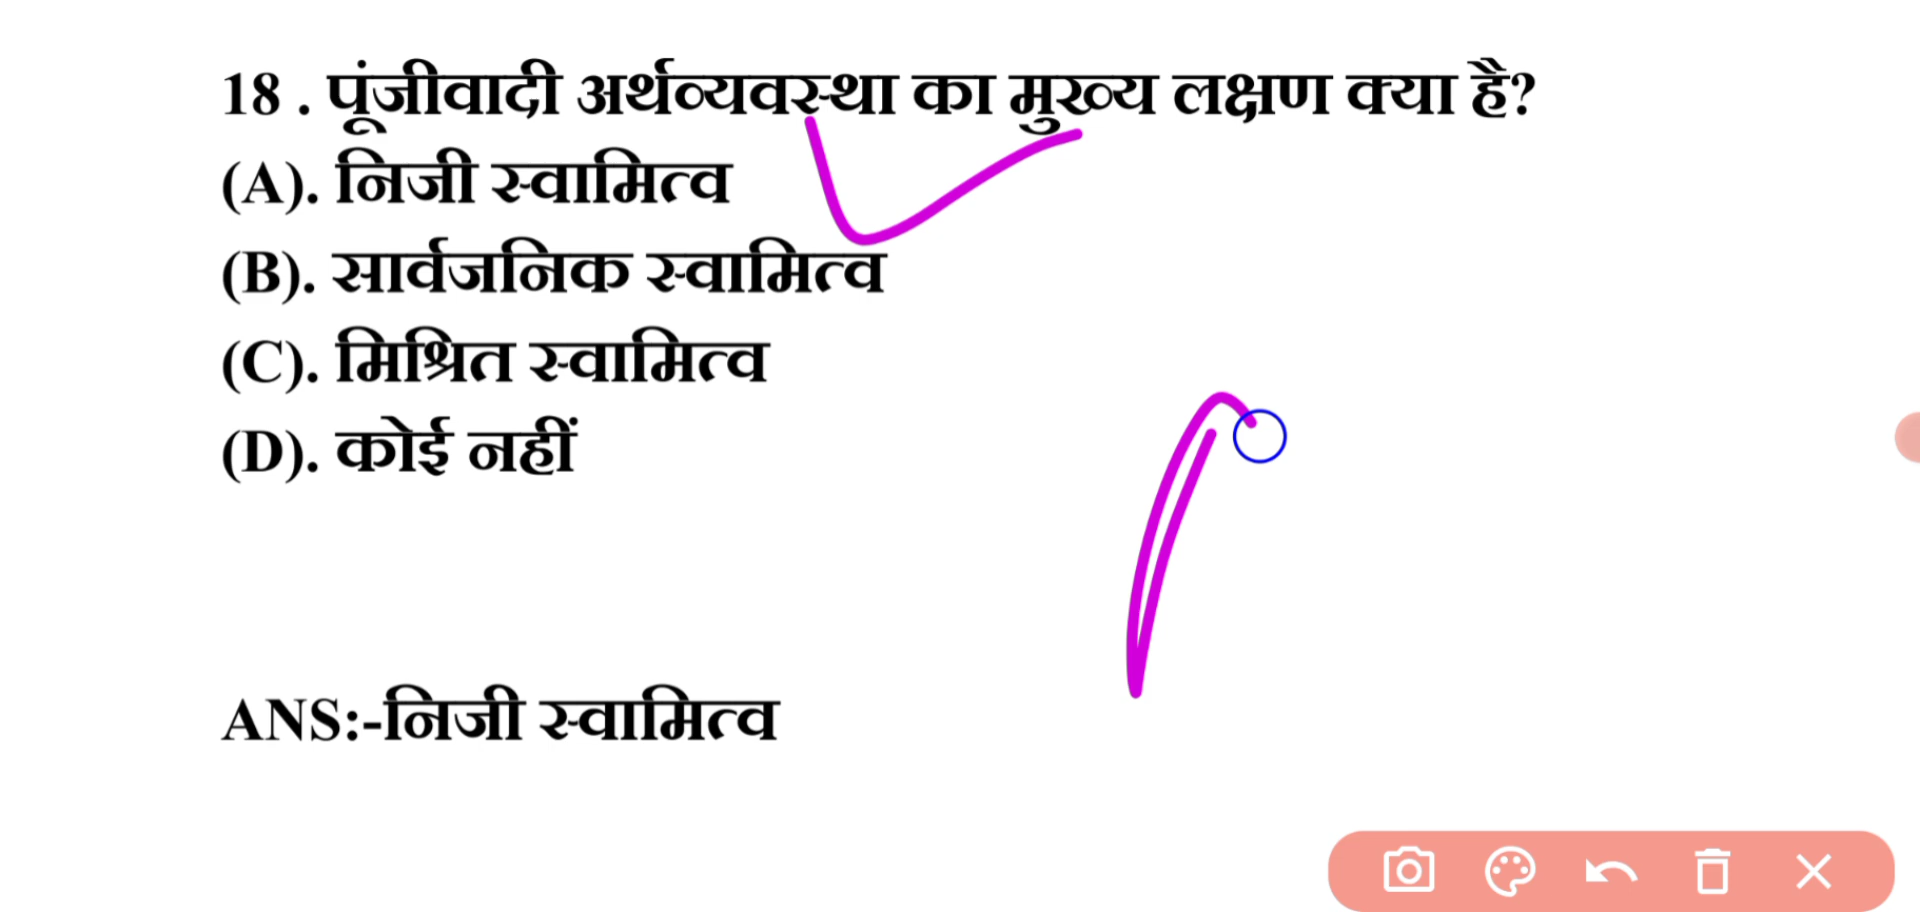 18 . पूंजीवादी अर्थव्यवस्था का मुख्य लक्षण क्या है?
(A). निजी स्वामित्व
(B). सार्वजनिक स्वामित्व
(C). मिश्रित स्वामित्व
(D). कोई नहीं
ANS:-निजी स्वामित्व